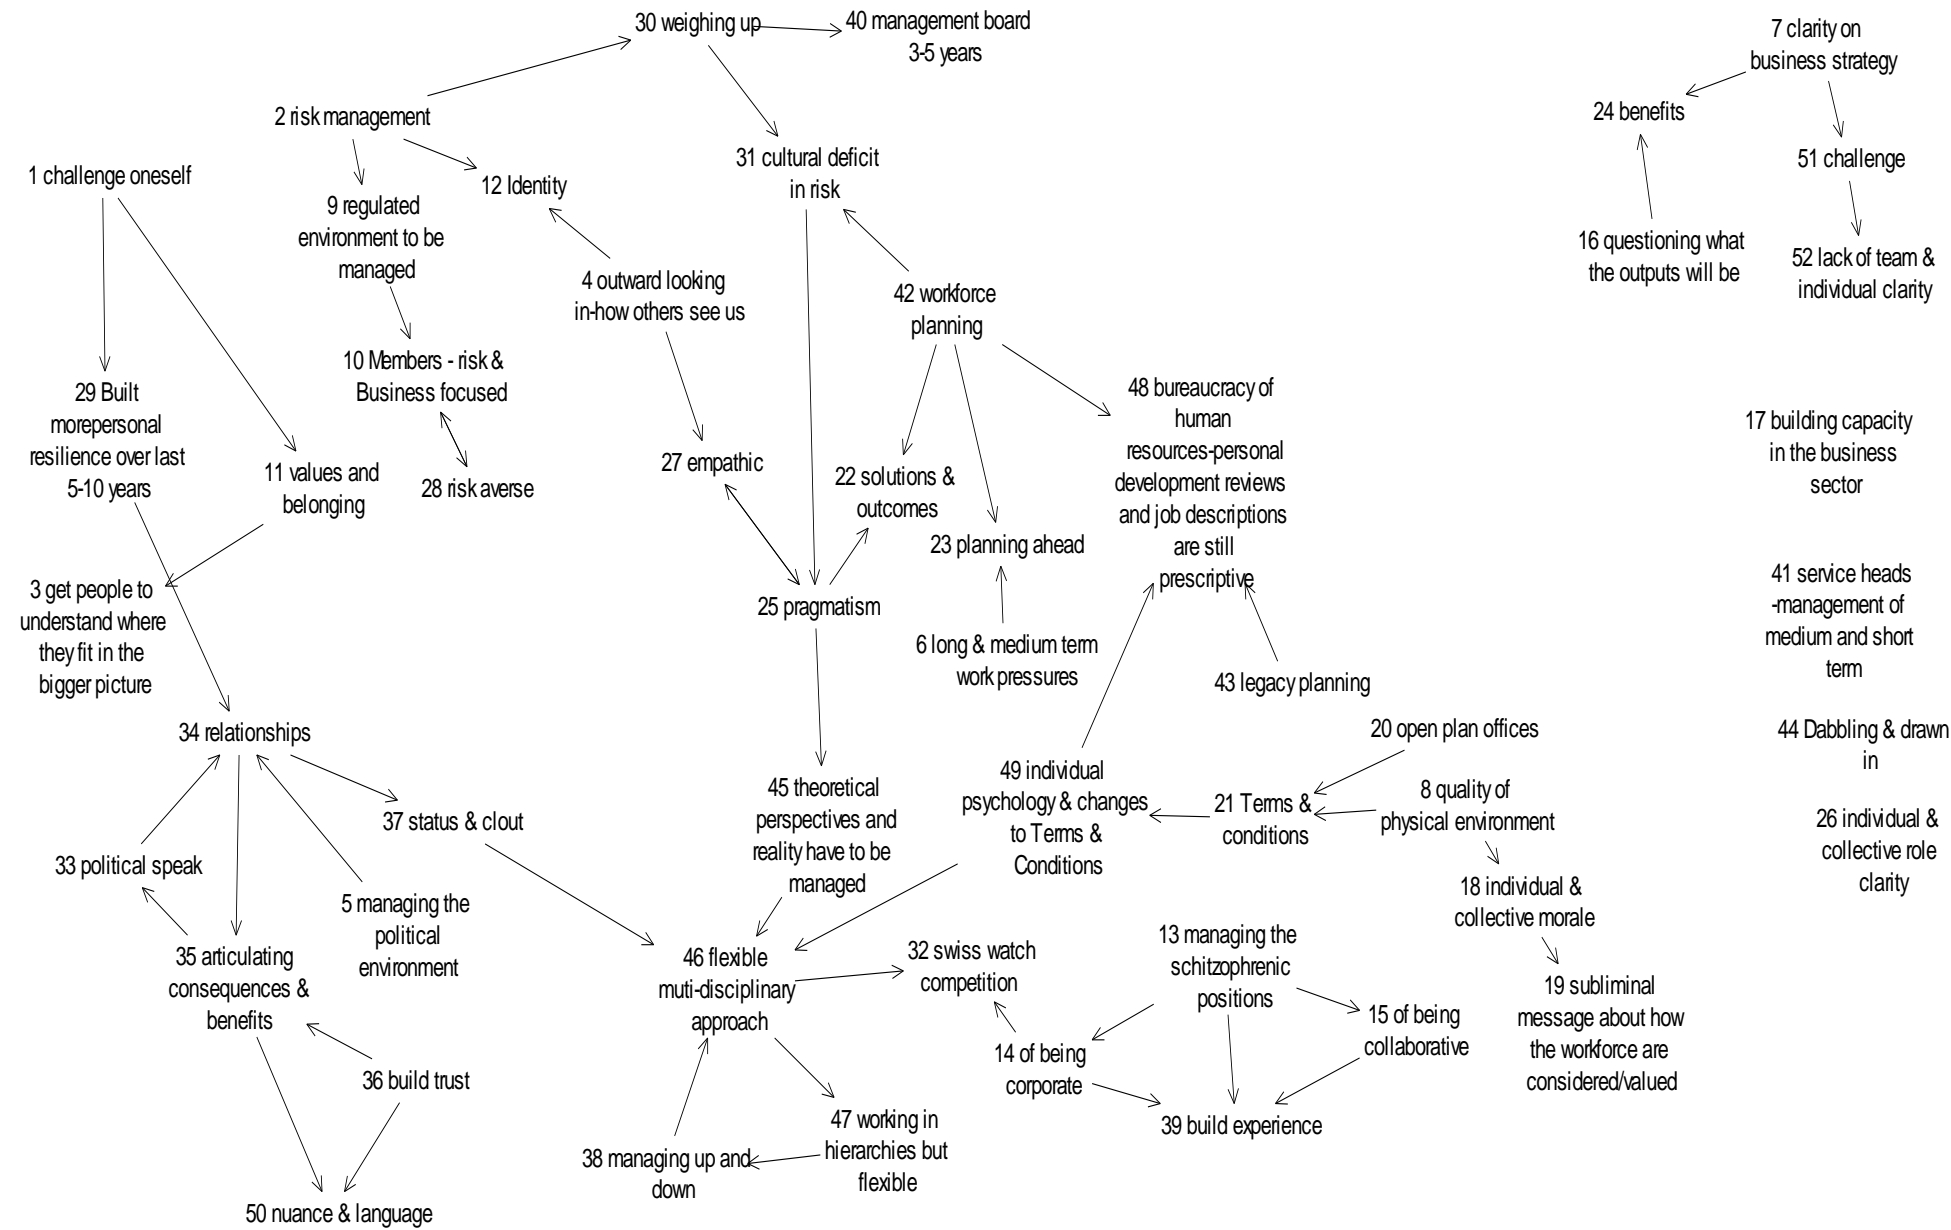 30 weighing up
40 management board
3-5 years
7 clarity on
business strategy
24 benefits
2 risk management
31 cultural deficit
in risk
51 challenge
1 challenge oneself
12 Identity
9 regulated
environment to be
managed
16 questioning what
the outputs will be
52 lack of team &
individual clarity
4 outward looking
in-how others see us
42 workforce
planning
10 Members - risk &
Business focused
29 Built
morepersonal
resilience over last
5-10 years
48 bureaucracy of
human
resources-personal
development reviews
and job descriptions
are still
prescriptive
17 building capacity
in the business
sector
11 values and
belonging
28 risk averse
27 empathic
22 solutions &
outcomes
23 planning ahead
3 get people to
understand where
they fit in the
bigger picture
25 pragmatism
6 long & medium term
work pressures
41 service heads
-management of
medium and short
term
43 legacy planning
34 relationships
20 open plan offices
44 Dabbling & drawn
in
45 theoretical
perspectives and
reality have to be
managed
49 individual
psychology & changes
to Terms &
Conditions
21 Terms &
conditions
8 quality of
physical environment
37 status & clout
26 individual &
collective role
clarity
33 political speak
5 managing the
political
environment
18 individual &
collective morale
35 articulating
consequences &
benefits
46 flexible
muti-disciplinary
approach
32 swiss watch
competition
13 managing the
schitzophrenic
positions
19 subliminal
message about how
the workforce are
considered/valued
15 of being
collaborative
14 of being
corporate
36 build trust
39 build experience
47 working in
hierarchies but
flexible
38 managing up and
down
50 nuance & language